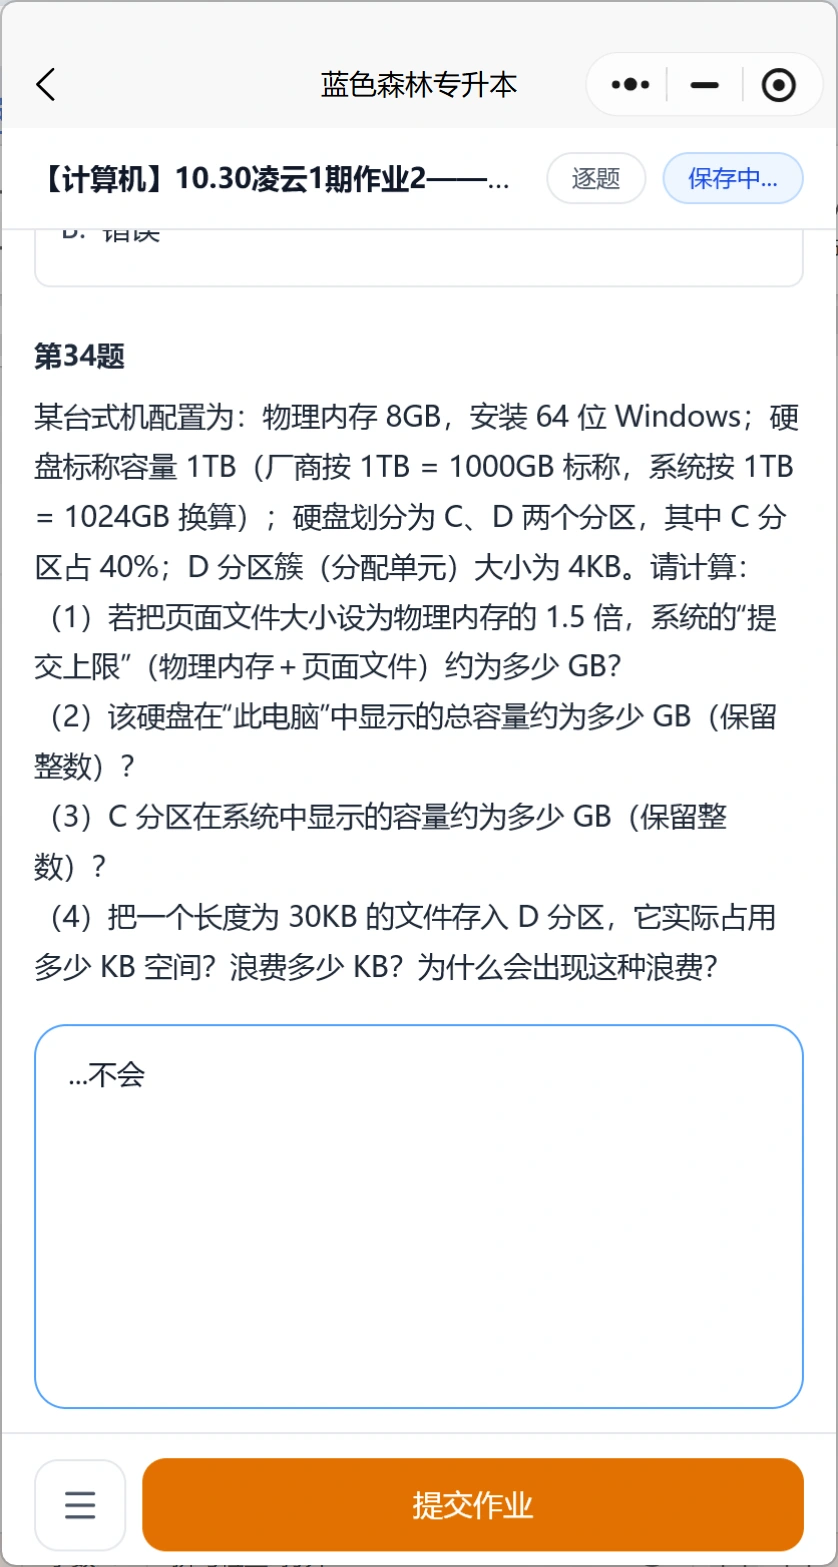 蓝色森林专升本
【计算机】10.30凌云1期作业2——... 逐题 保存中...
B. 错误
第34题
某台式机配置为：物理内存 8GB，安装 64 位 Windows；硬
盘标称容量 1TB（厂商按 1TB = 1000GB 标称，系统按 1TB
= 1024GB 换算）；硬盘划分为 C、D 两个分区，其中 C 分
区占 40%；D 分区簇（分配单元）大小为 4KB。请计算：
（1）若把页面文件大小设为物理内存的 1.5 倍，系统的“提
交上限”（物理内存＋页面文件）约为多少 GB？
（2）该硬盘在“此电脑”中显示的总容量约为多少 GB（保留
整数）？
（3）C 分区在系统中显示的容量约为多少 GB（保留整
数）？
（4）把一个长度为 30KB 的文件存入 D 分区，它实际占用
多少 KB 空间？浪费多少 KB？为什么会出现这种浪费？
...不会
提交作业